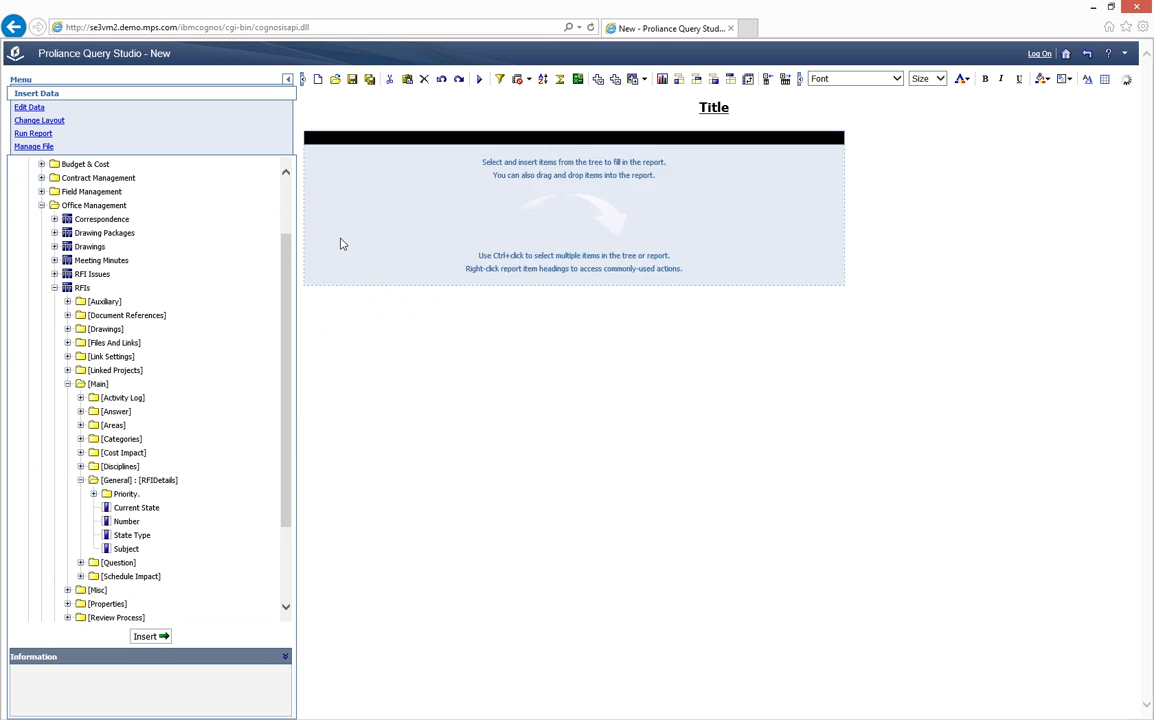 http://se3vm2.demo.mps.com/ibmcognos/cgi-bin/cognosisapi.dll
New - Proliance Query Studi...
Proliance Query Studio - New
Log On
Menu
Insert Data
Edit Data
Change Layout
Run Report
Manage File
Font
Size
Title
Select and insert items from the tree to fill in the report.
You can also drag and drop items into the report.
Use Ctrl+click to select multiple items in the tree or report.
Right-click report item headings to access commonly-used actions.
Budget & Cost
Contract Management
Field Management
Office Management
Correspondence
Drawing Packages
Drawings
Meeting Minutes
RFI Issues
RFIs
[Auxiliary]
[Document References]
[Drawings]
[Files And Links]
[Link Settings]
[Linked Projects]
[Main]
[Activity Log]
[Answer]
[Areas]
[Categories]
[Cost Impact]
[Disciplines]
[General] : [RFIDetails]
Priority.
Current State
Number
State Type
Subject
[Question]
[Schedule Impact]
[Misc]
[Properties]
[Review Process]
Insert
Information